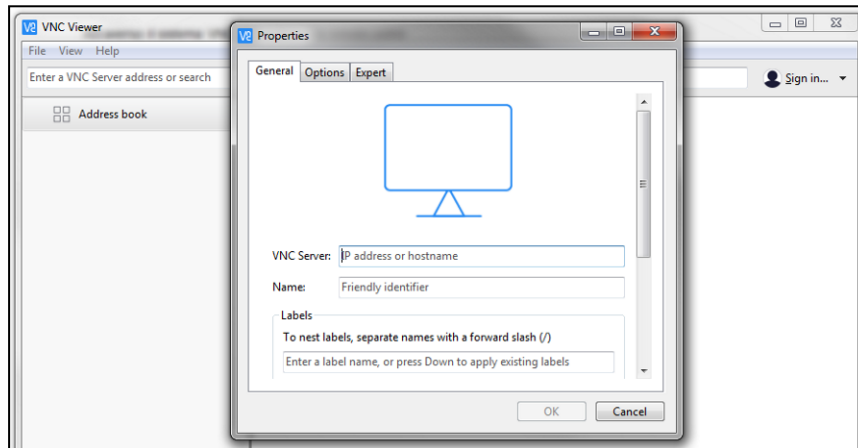 VNC Viewer
File View Help
Enter a VNC Server address or search
Sign in...
Address book
Properties
General Options Expert
VNC Server: IP address or hostname
Name: Friendly identifier
Labels
To nest labels, separate names with a forward slash (/)
Enter a label name, or press Down to apply existing labels
OK Cancel